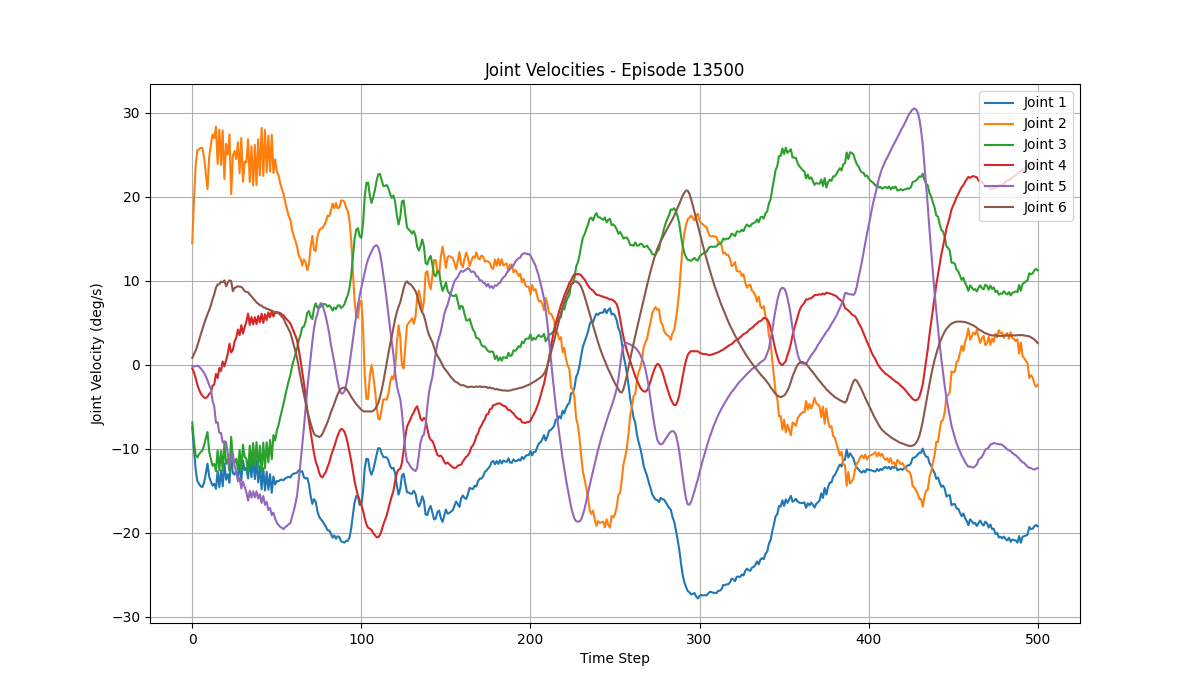 Joint Velocities - Episode 13500
Joint Velocity (deg/s)
30
20
10
0
−10
−20
−30
Joint 1
Joint 2
Joint 3
Joint 4
Joint 5
Joint 6
0
100
200
300
400
500
Time Step